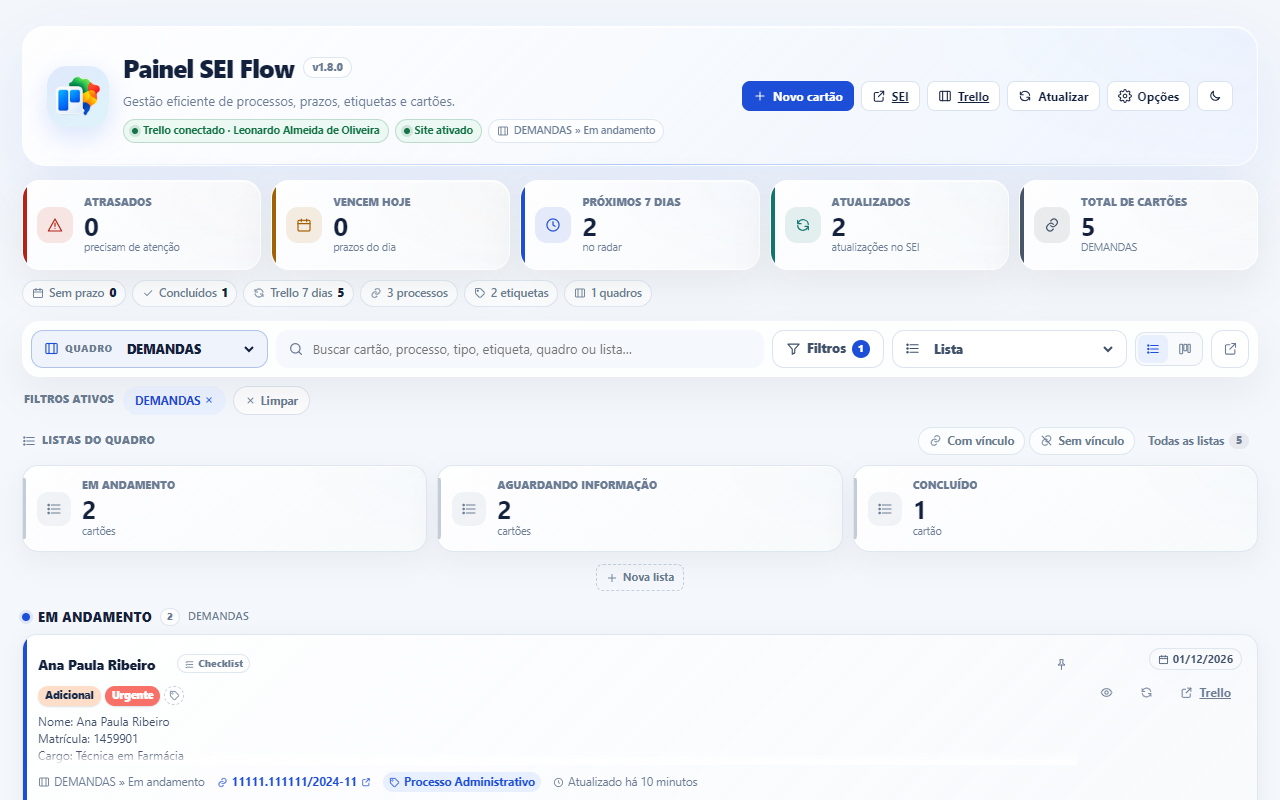 Painel SEI Flow v1.8.0
Gestão eficiente de processos, prazos, etiquetas e cartões.
Trello conectado · Leonardo Almeida de Oliveira Site ativado DEMANDAS » Em andamento
Novo cartão SEI Trello Atualizar Opções
ATRASADOS
0
precisam de atenção
VENCEM HOJE
0
prazos do dia
PRÓXIMOS 7 DIAS
2
no radar
ATUALIZADOS
2
atualizações no SEI
TOTAL DE CARTÕES
5
DEMANDAS
Sem prazo 0 Concluídos 1 Trello 7 dias 5 3 processos 2 etiquetas 1 quadros
QUADRO DEMANDAS Buscar cartão, processo, tipo, etiqueta, quadro ou lista... Filtros 1 Lista
FILTROS ATIVOS DEMANDAS × × Limpar
LISTAS DO QUADRO Com vínculo Sem vínculo Todas as listas 5
EM ANDAMENTO
2
cartões
AGUARDANDO INFORMAÇÃO
2
cartões
CONCLUÍDO
1
cartão
+ Nova lista
EM ANDAMENTO 2 DEMANDAS
Ana Paula Ribeiro Checklist 01/12/2026
Adicional Urgente Trello
Nome: Ana Paula Ribeiro
Matrícula: 1459901
Cargo: Técnica em Farmácia
DEMANDAS » Em andamento 11111.111111/2024-11 Processo Administrativo Atualizado há 10 minutos